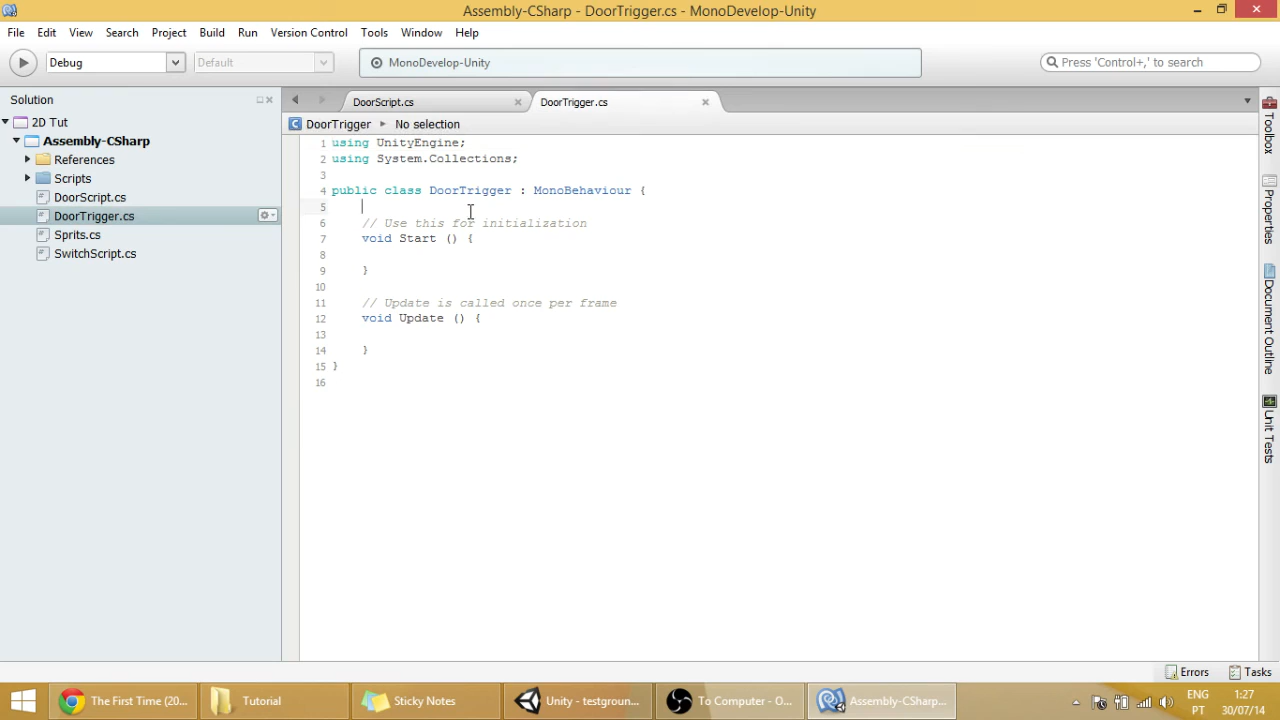 Assembly-CSharp - DoorTrigger.cs - MonoDevelop-Unity
File Edit View Search Project Build Run Version Control Tools Window Help
Debug Default MonoDevelop-Unity Press 'Control+,' to search
Solution
2D Tut
Assembly-CSharp
References
Scripts
DoorScript.cs
DoorTrigger.cs
Sprits.cs
SwitchScript.cs
DoorScript.cs DoorTrigger.cs
DoorTrigger No selection
1 using UnityEngine;
2 using System.Collections;
3
4 public class DoorTrigger : MonoBehaviour {
5
6 // Use this for initialization
7 void Start () {
8
9 }
10
11 // Update is called once per frame
12 void Update () {
13
14 }
15 }
16
Toolbox
Properties
Document Outline
Unit Tests
Errors Tasks
The First Time (20... Tutorial Sticky Notes Unity - testgroun... To Computer - O... Assembly-CSharp...
ENG 1:27
PT 30/07/14